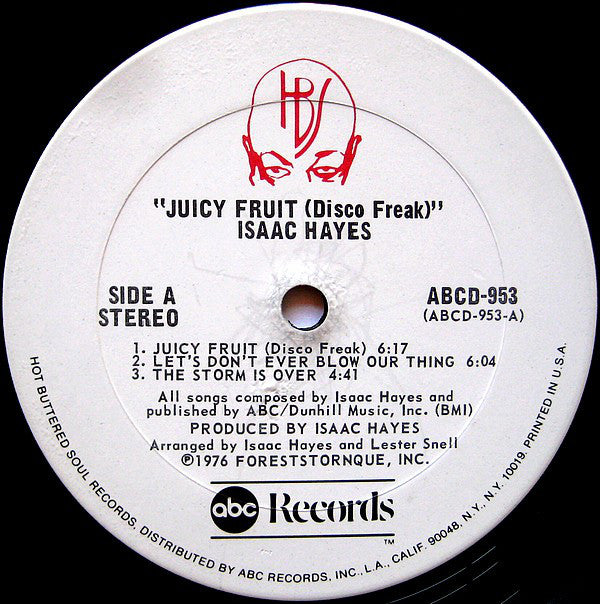 HBS
"JUICY FRUIT (Disco Freak)"
ISAAC HAYES
SIDE A
STEREO
ABCD-953
(ABCD-953-A)
1. JUICY FRUIT (Disco Freak) 6:17
2. LET'S DON'T EVER BLOW OUR THING 6:04
3. THE STORM IS OVER 4:41
All songs composed by Isaac Hayes and
published by ABC/Dunhill Music, Inc. (BMI)
PRODUCED BY ISAAC HAYES
Arranged by Isaac Hayes and Lester Snell
℗1976 FORESTSTORNQUE, INC.
abc Records
TM
HOT BUTTERED SOUL RECORDS, DISTRIBUTED BY ABC RECORDS, INC., L.A., CALIF. 90048, N.Y., N.Y. 10019. PRINTED IN U.S.A.